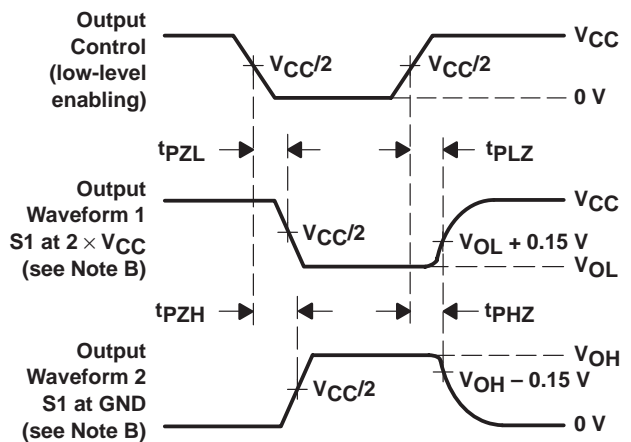 Output
Control
(low-level
enabling)
VCC
VCC/2
VCC/2
0 V
tPZL
tPLZ
Output
Waveform 1
S1 at 2 × VCC
(see Note B)
VCC
VCC/2
VOL + 0.15 V
VOL
tPZH
tPHZ
Output
Waveform 2
S1 at GND
(see Note B)
VOH
VCC/2
VOH – 0.15 V
0 V